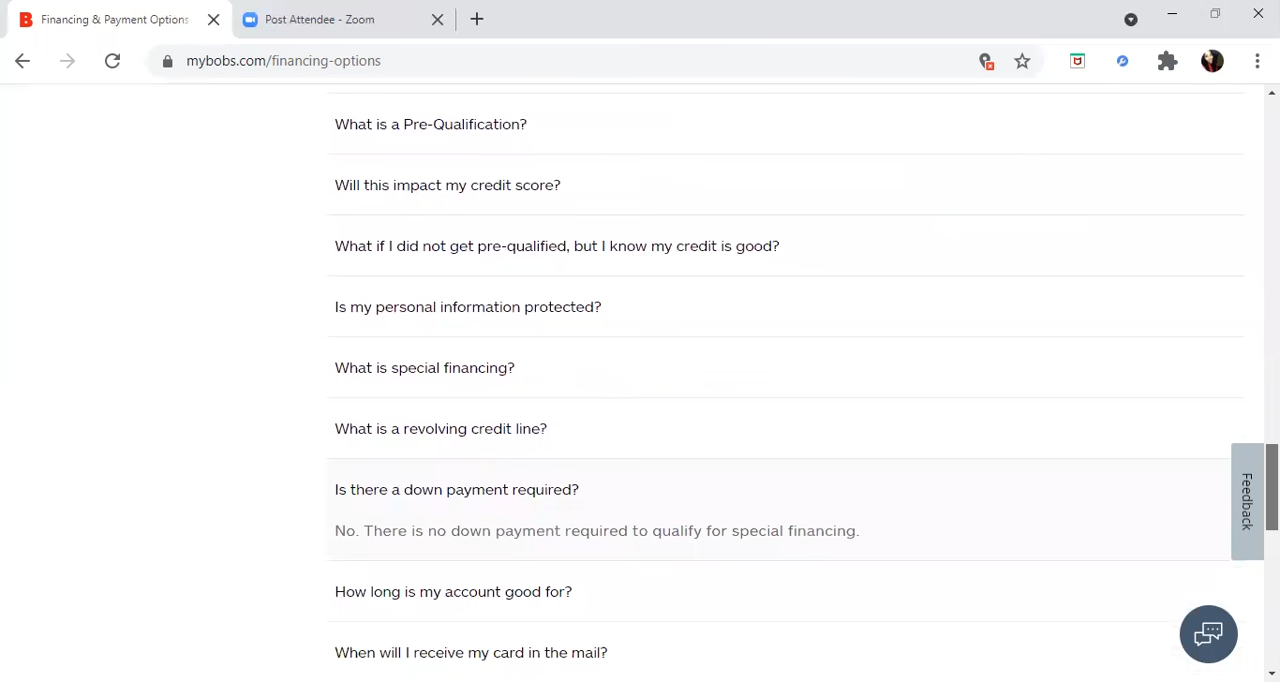 Financing & Payment Options
Post Attendee - Zoom
mybobs.com/financing-options
What is a Pre-Qualification?
Will this impact my credit score?
What if I did not get pre-qualified, but I know my credit is good?
Is my personal information protected?
What is special financing?
What is a revolving credit line?
Is there a down payment required?
No. There is no down payment required to qualify for special financing.
How long is my account good for?
When will I receive my card in the mail?
Feedback